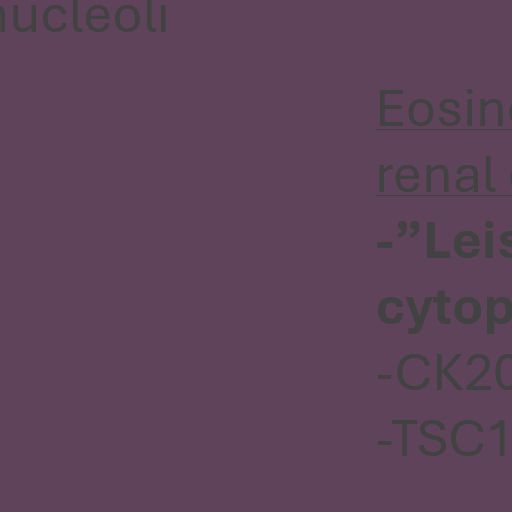 nucleoli
Eosin
renal
-”Leis
cytop
-CK20
-TSC1